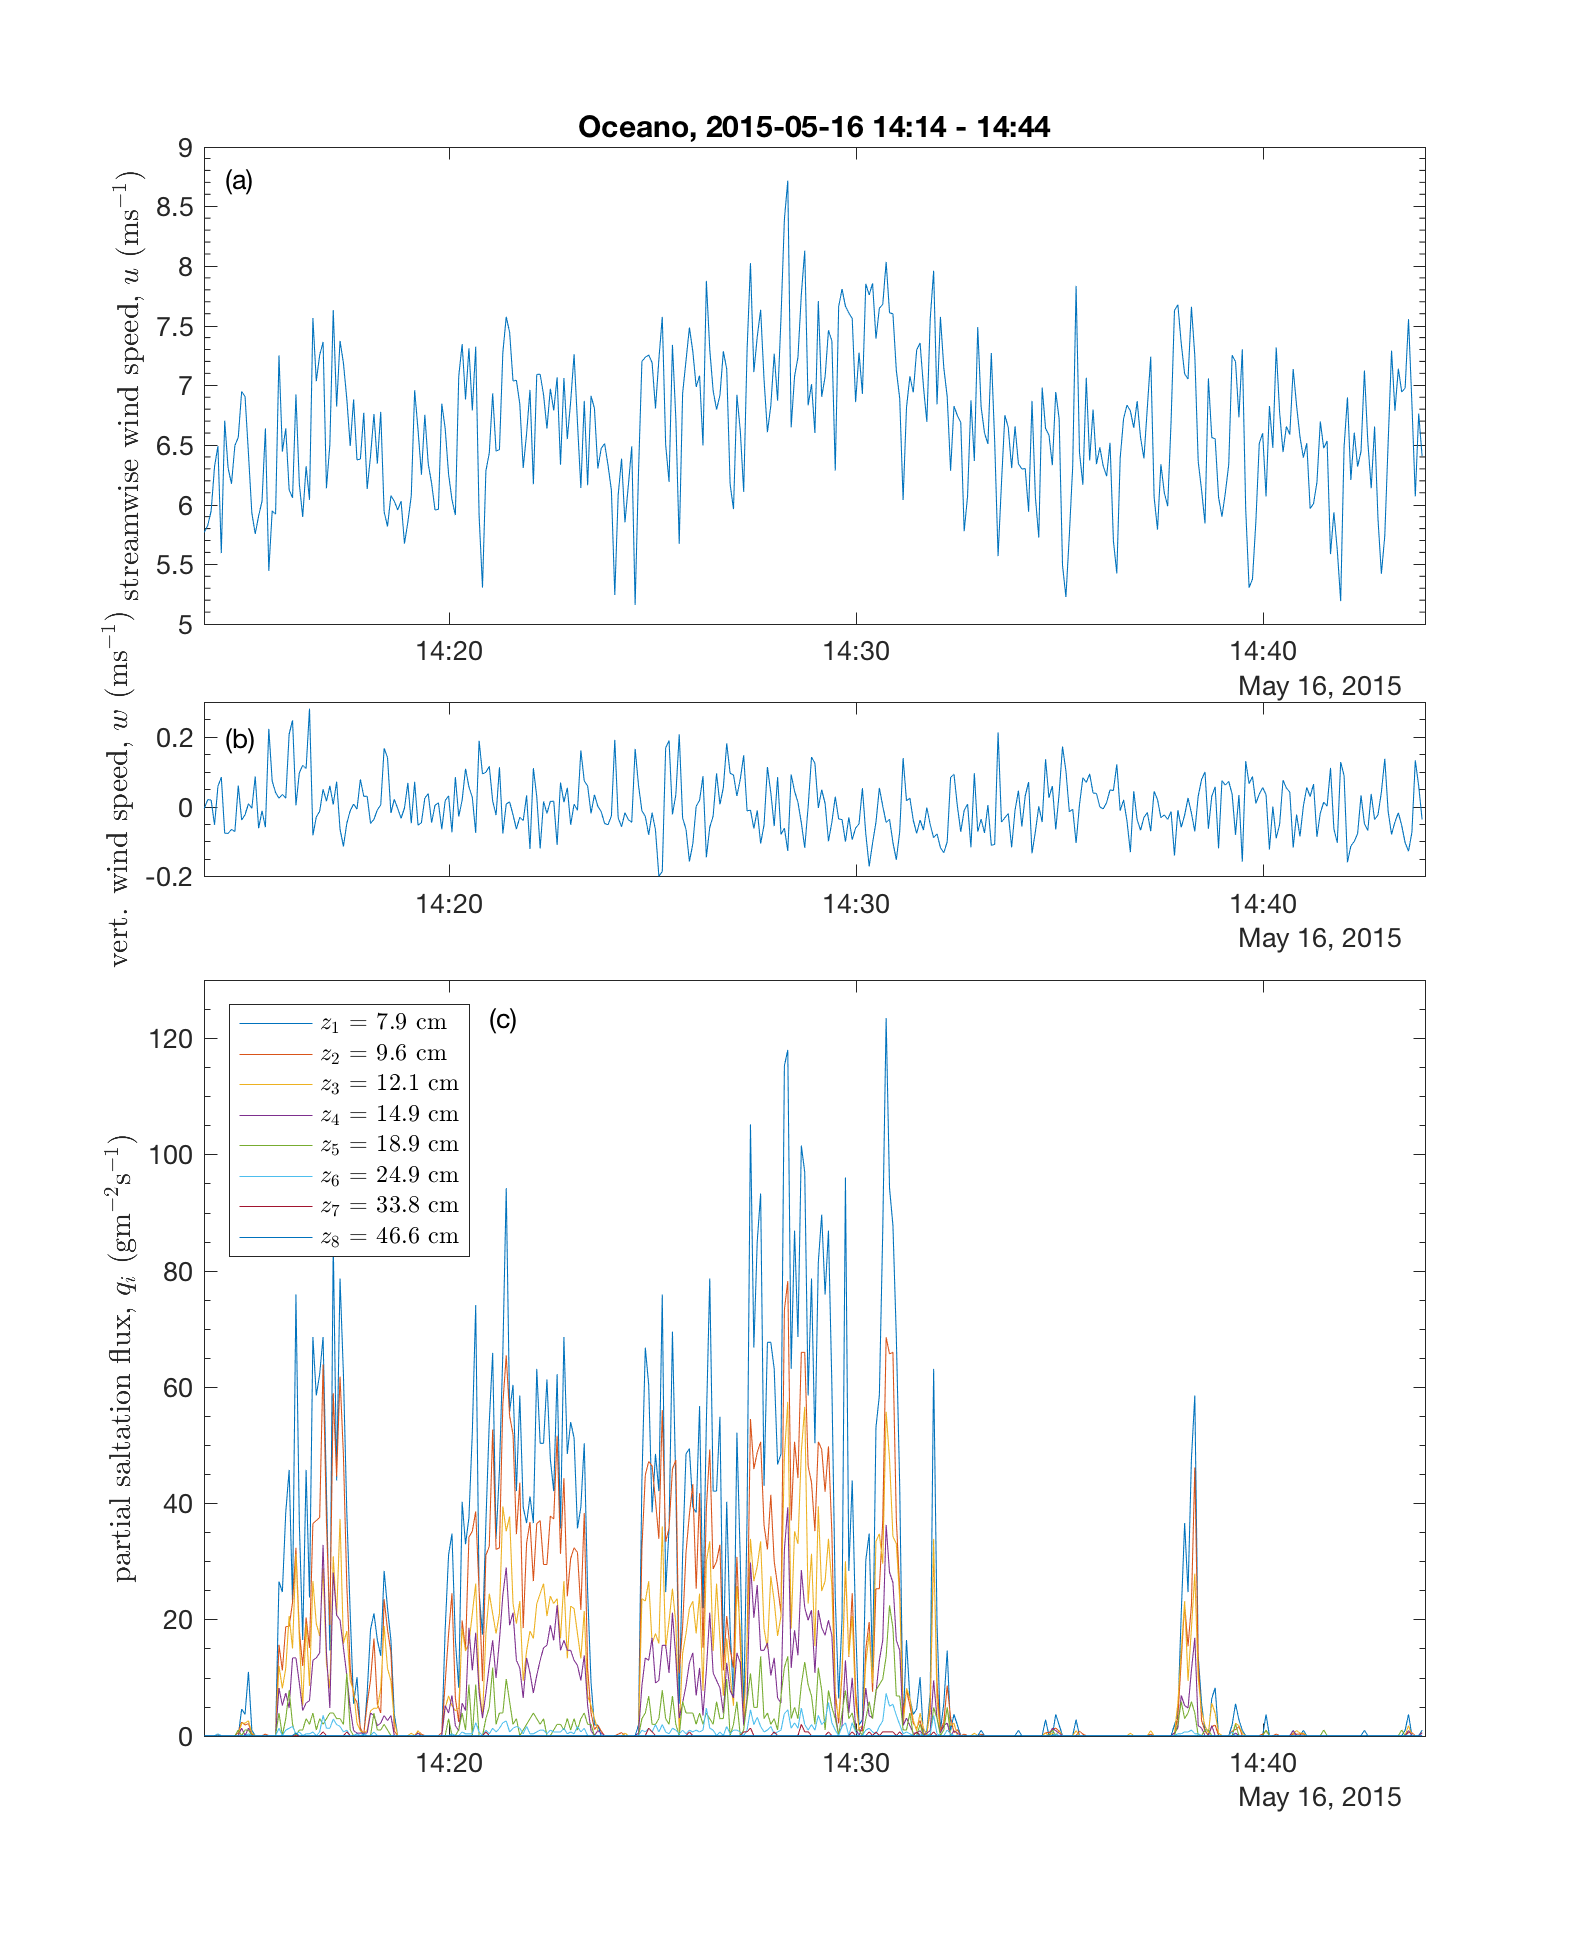 Oceano, 2015-05-16 14:14 - 14:44
(a)
streamwise wind speed, u (ms⁻¹)
9
8.5
8
7.5
7
6.5
6
5.5
5
14:20 14:30 14:40
May 16, 2015
(b)
vert. wind speed, w (ms⁻¹)
0.2
0
-0.2
14:20 14:30 14:40
May 16, 2015
(c)
partial saltation flux, qᵢ (gm⁻²s⁻¹)
z₁ = 7.9 cm
z₂ = 9.6 cm
z₃ = 12.1 cm
z₄ = 14.9 cm
z₅ = 18.9 cm
z₆ = 24.9 cm
z₇ = 33.8 cm
z₈ = 46.6 cm
120
100
80
60
40
20
0
14:20 14:30 14:40
May 16, 2015